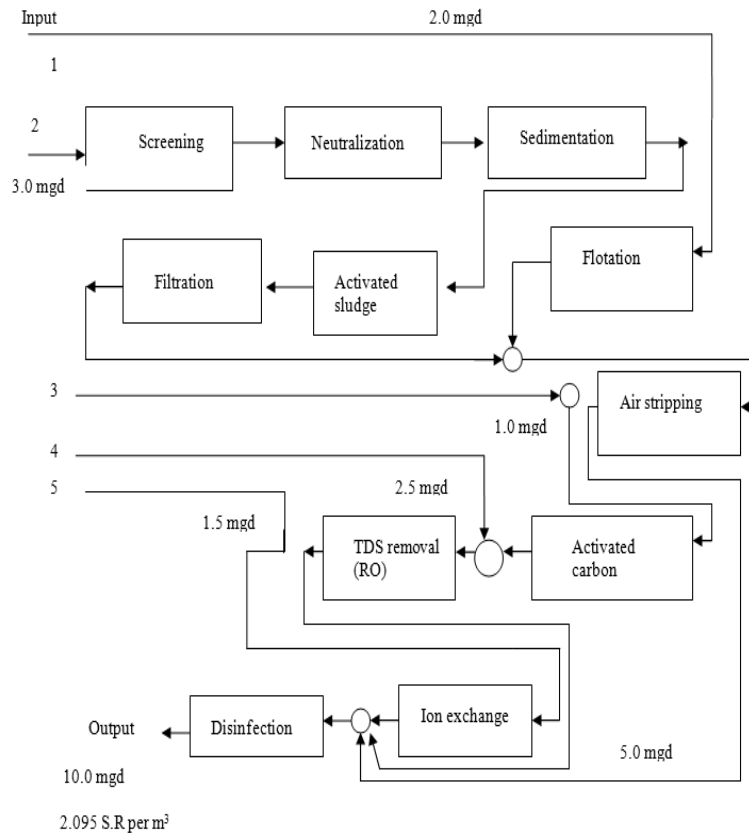 Input
2.0 mgd
1
2
Screening
Neutralization
Sedimentation
3.0 mgd
Filtration
Activated
sludge
Flotation
3
1.0 mgd
Air stripping
4
5
2.5 mgd
1.5 mgd
TDS removal
(RO)
Activated
carbon
Output
Disinfection
Ion exchange
5.0 mgd
10.0 mgd
2.095 S.R per m³